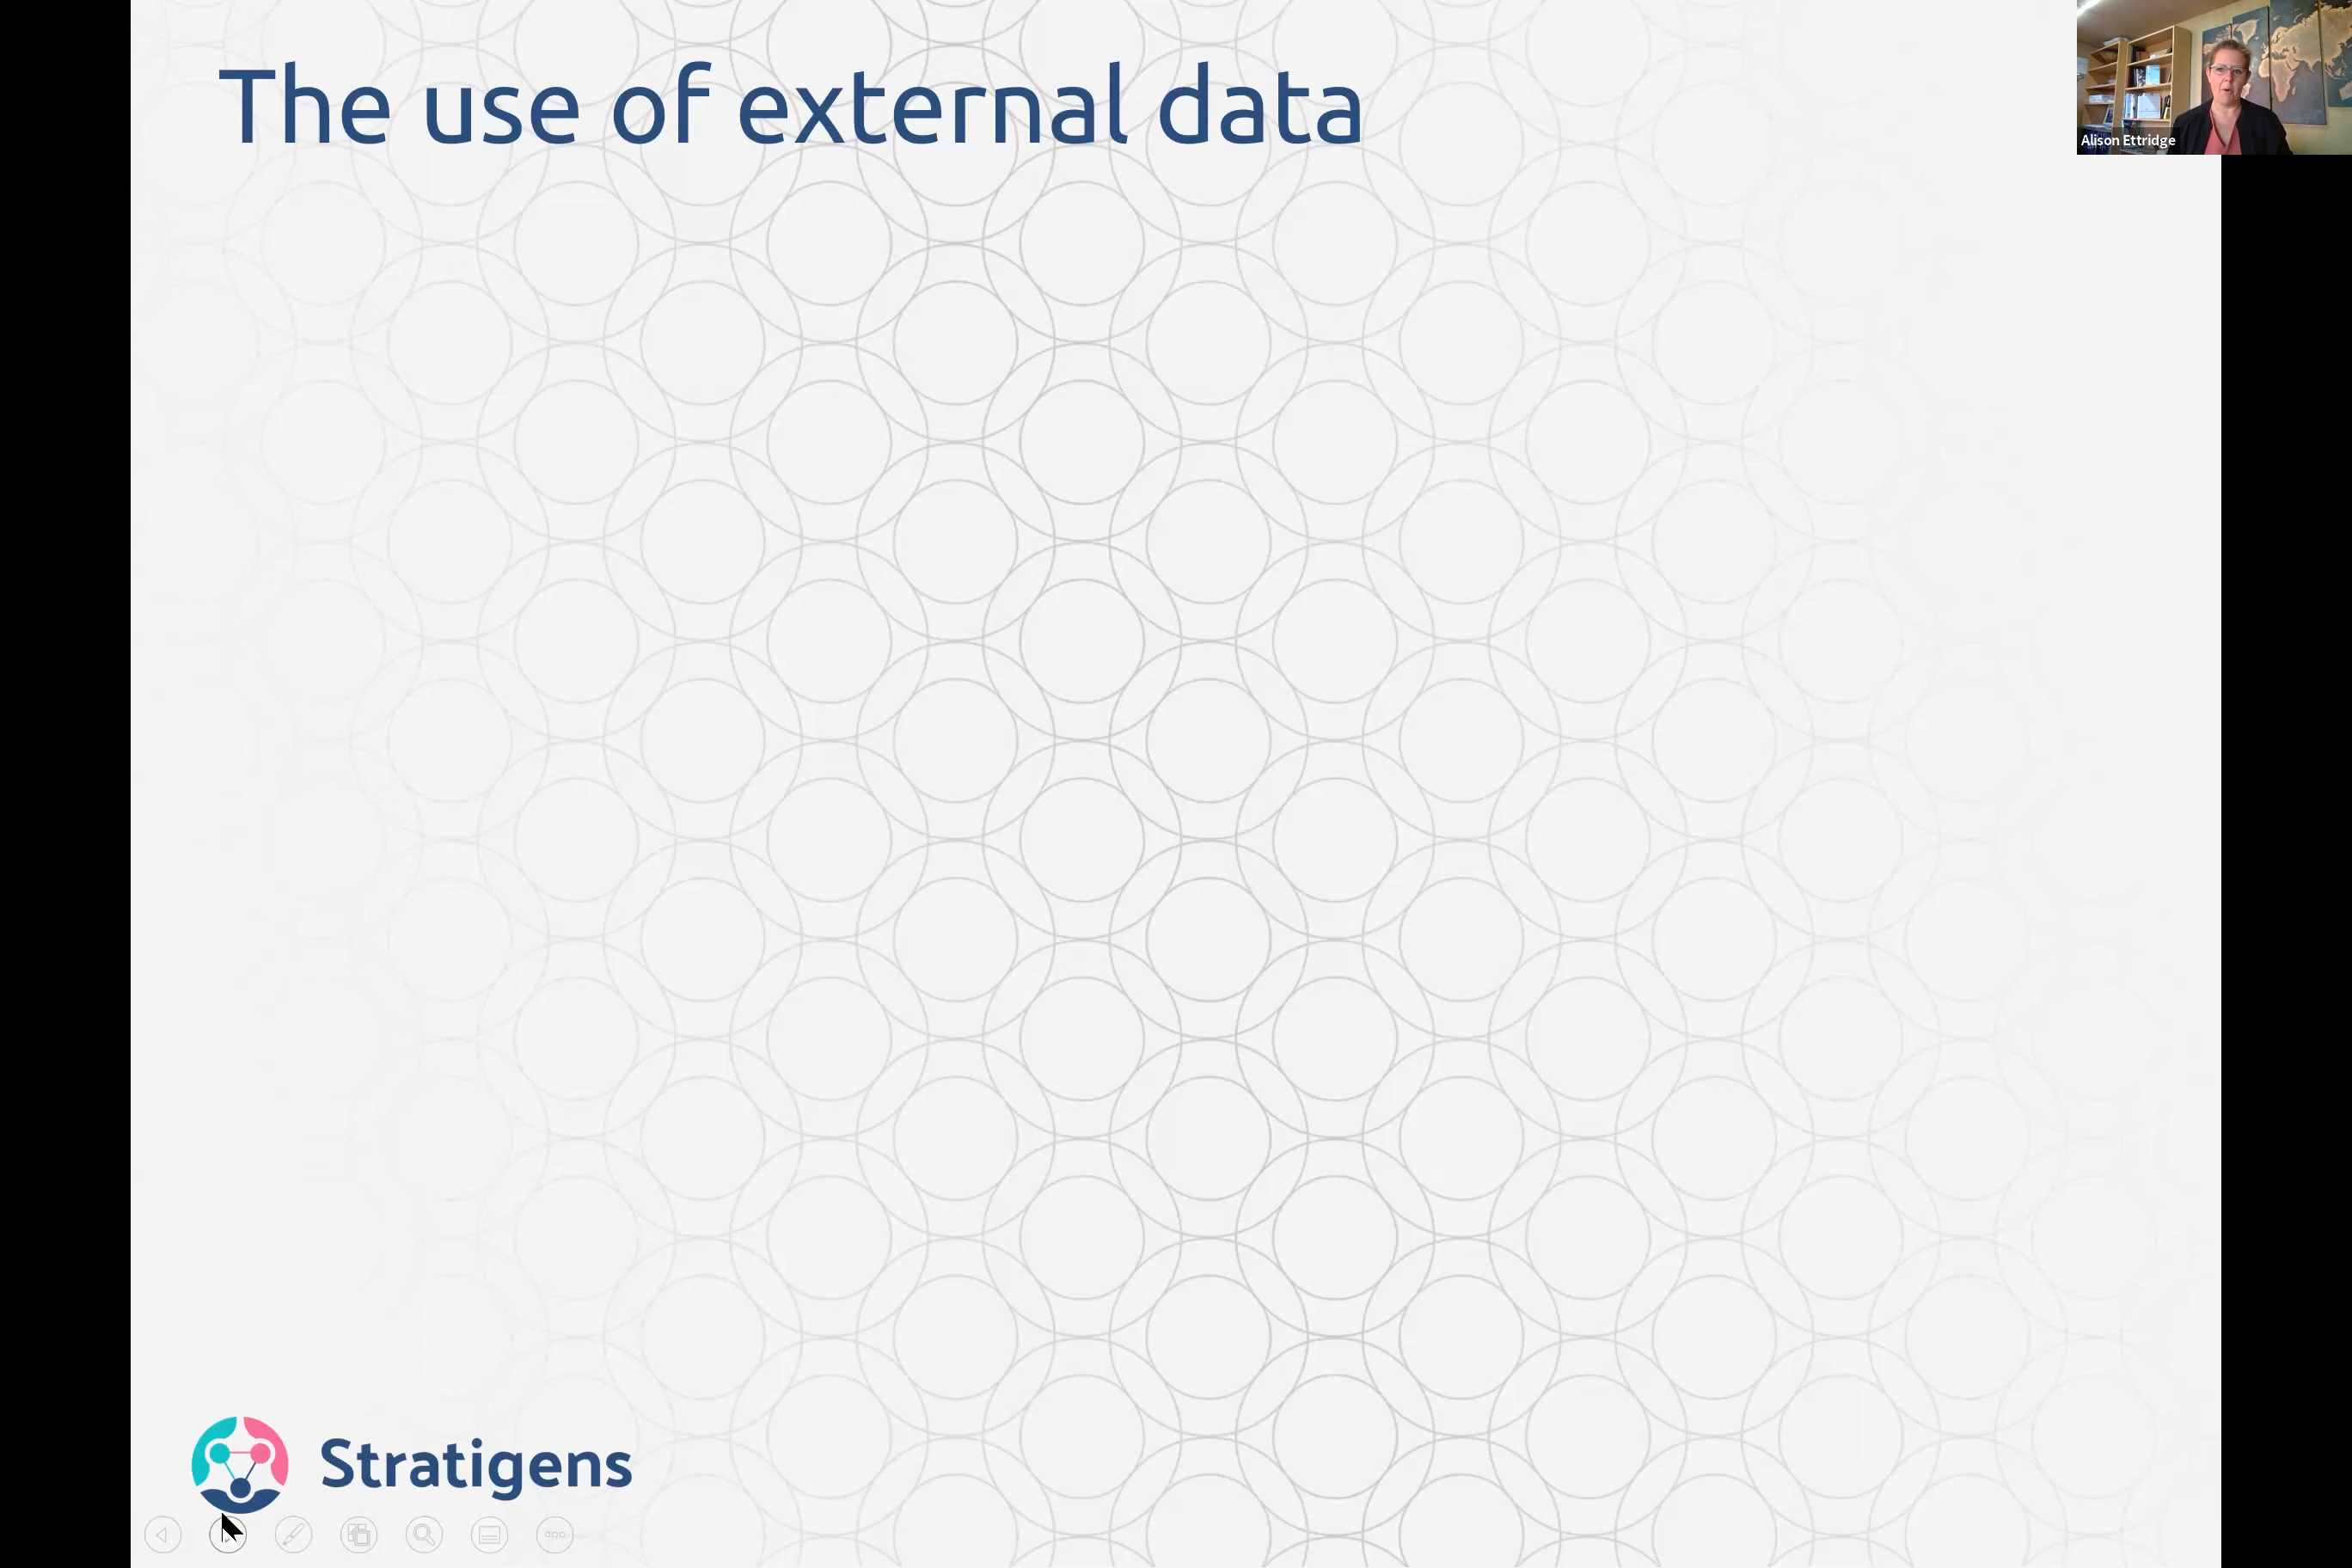 The use of external data
Alison Ettridge
Stratigens